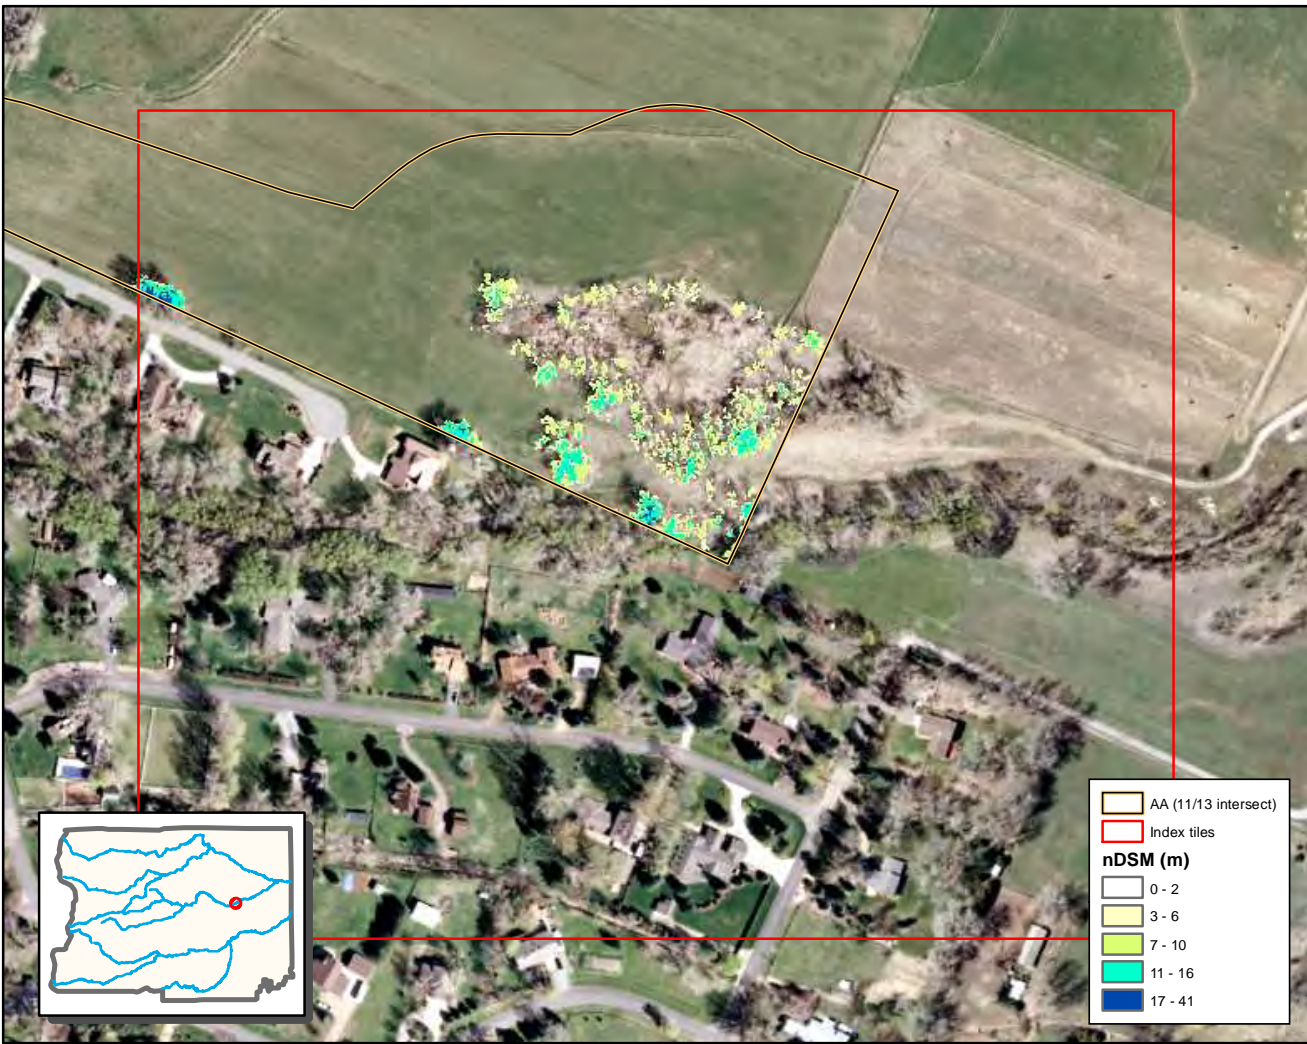 AA (11/13 intersect)
Index tiles
nDSM (m)
0 - 2
3 - 6
7 - 10
11 - 16
17 - 41